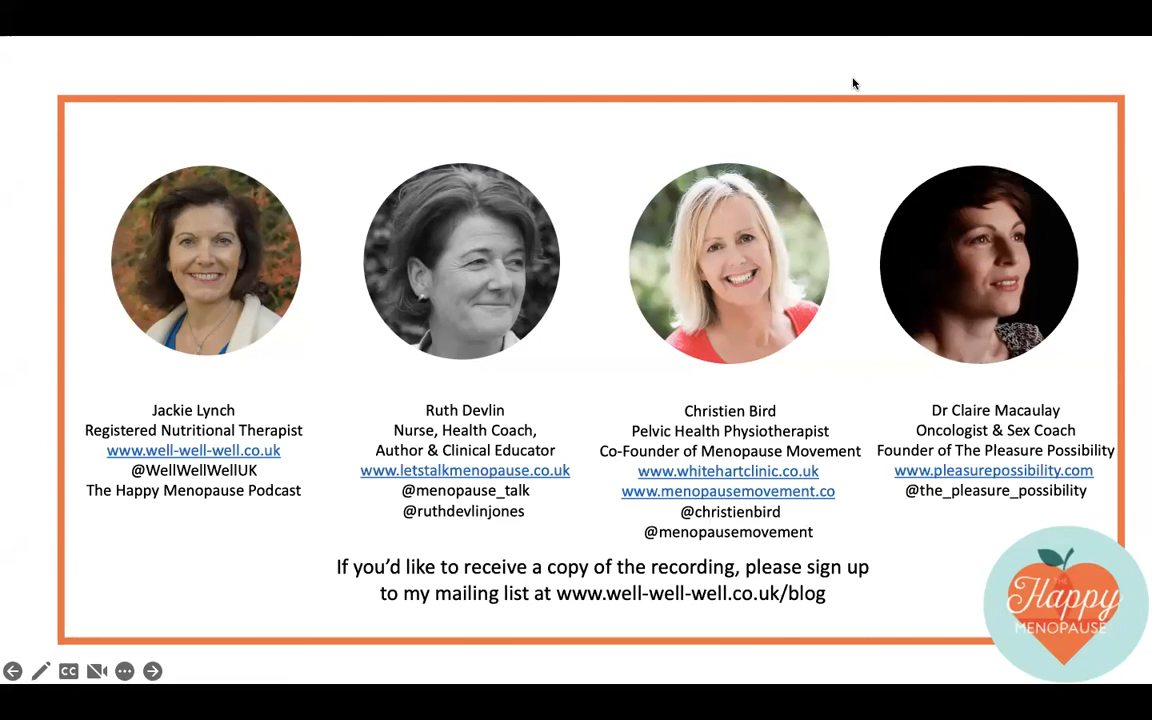 Jackie Lynch
Registered Nutritional Therapist
www.well-well-well.co.uk
@WellWellWellUK
The Happy Menopause Podcast
Ruth Devlin
Nurse, Health Coach,
Author & Clinical Educator
www.letstalkmenopause.co.uk
@menopause_talk
@ruthdevlinjones
Christien Bird
Pelvic Health Physiotherapist
Co-Founder of Menopause Movement
www.whitehartclinic.co.uk
www.menopausemovement.co
@christienbird
@menopausemovement
Dr Claire Macaulay
Oncologist & Sex Coach
Founder of The Pleasure Possibility
www.pleasurepossibility.com
@the_pleasure_possibility
If you’d like to receive a copy of the recording, please sign up
to my mailing list at www.well-well-well.co.uk/blog
THE
Happy
MENOPAUSE
CC